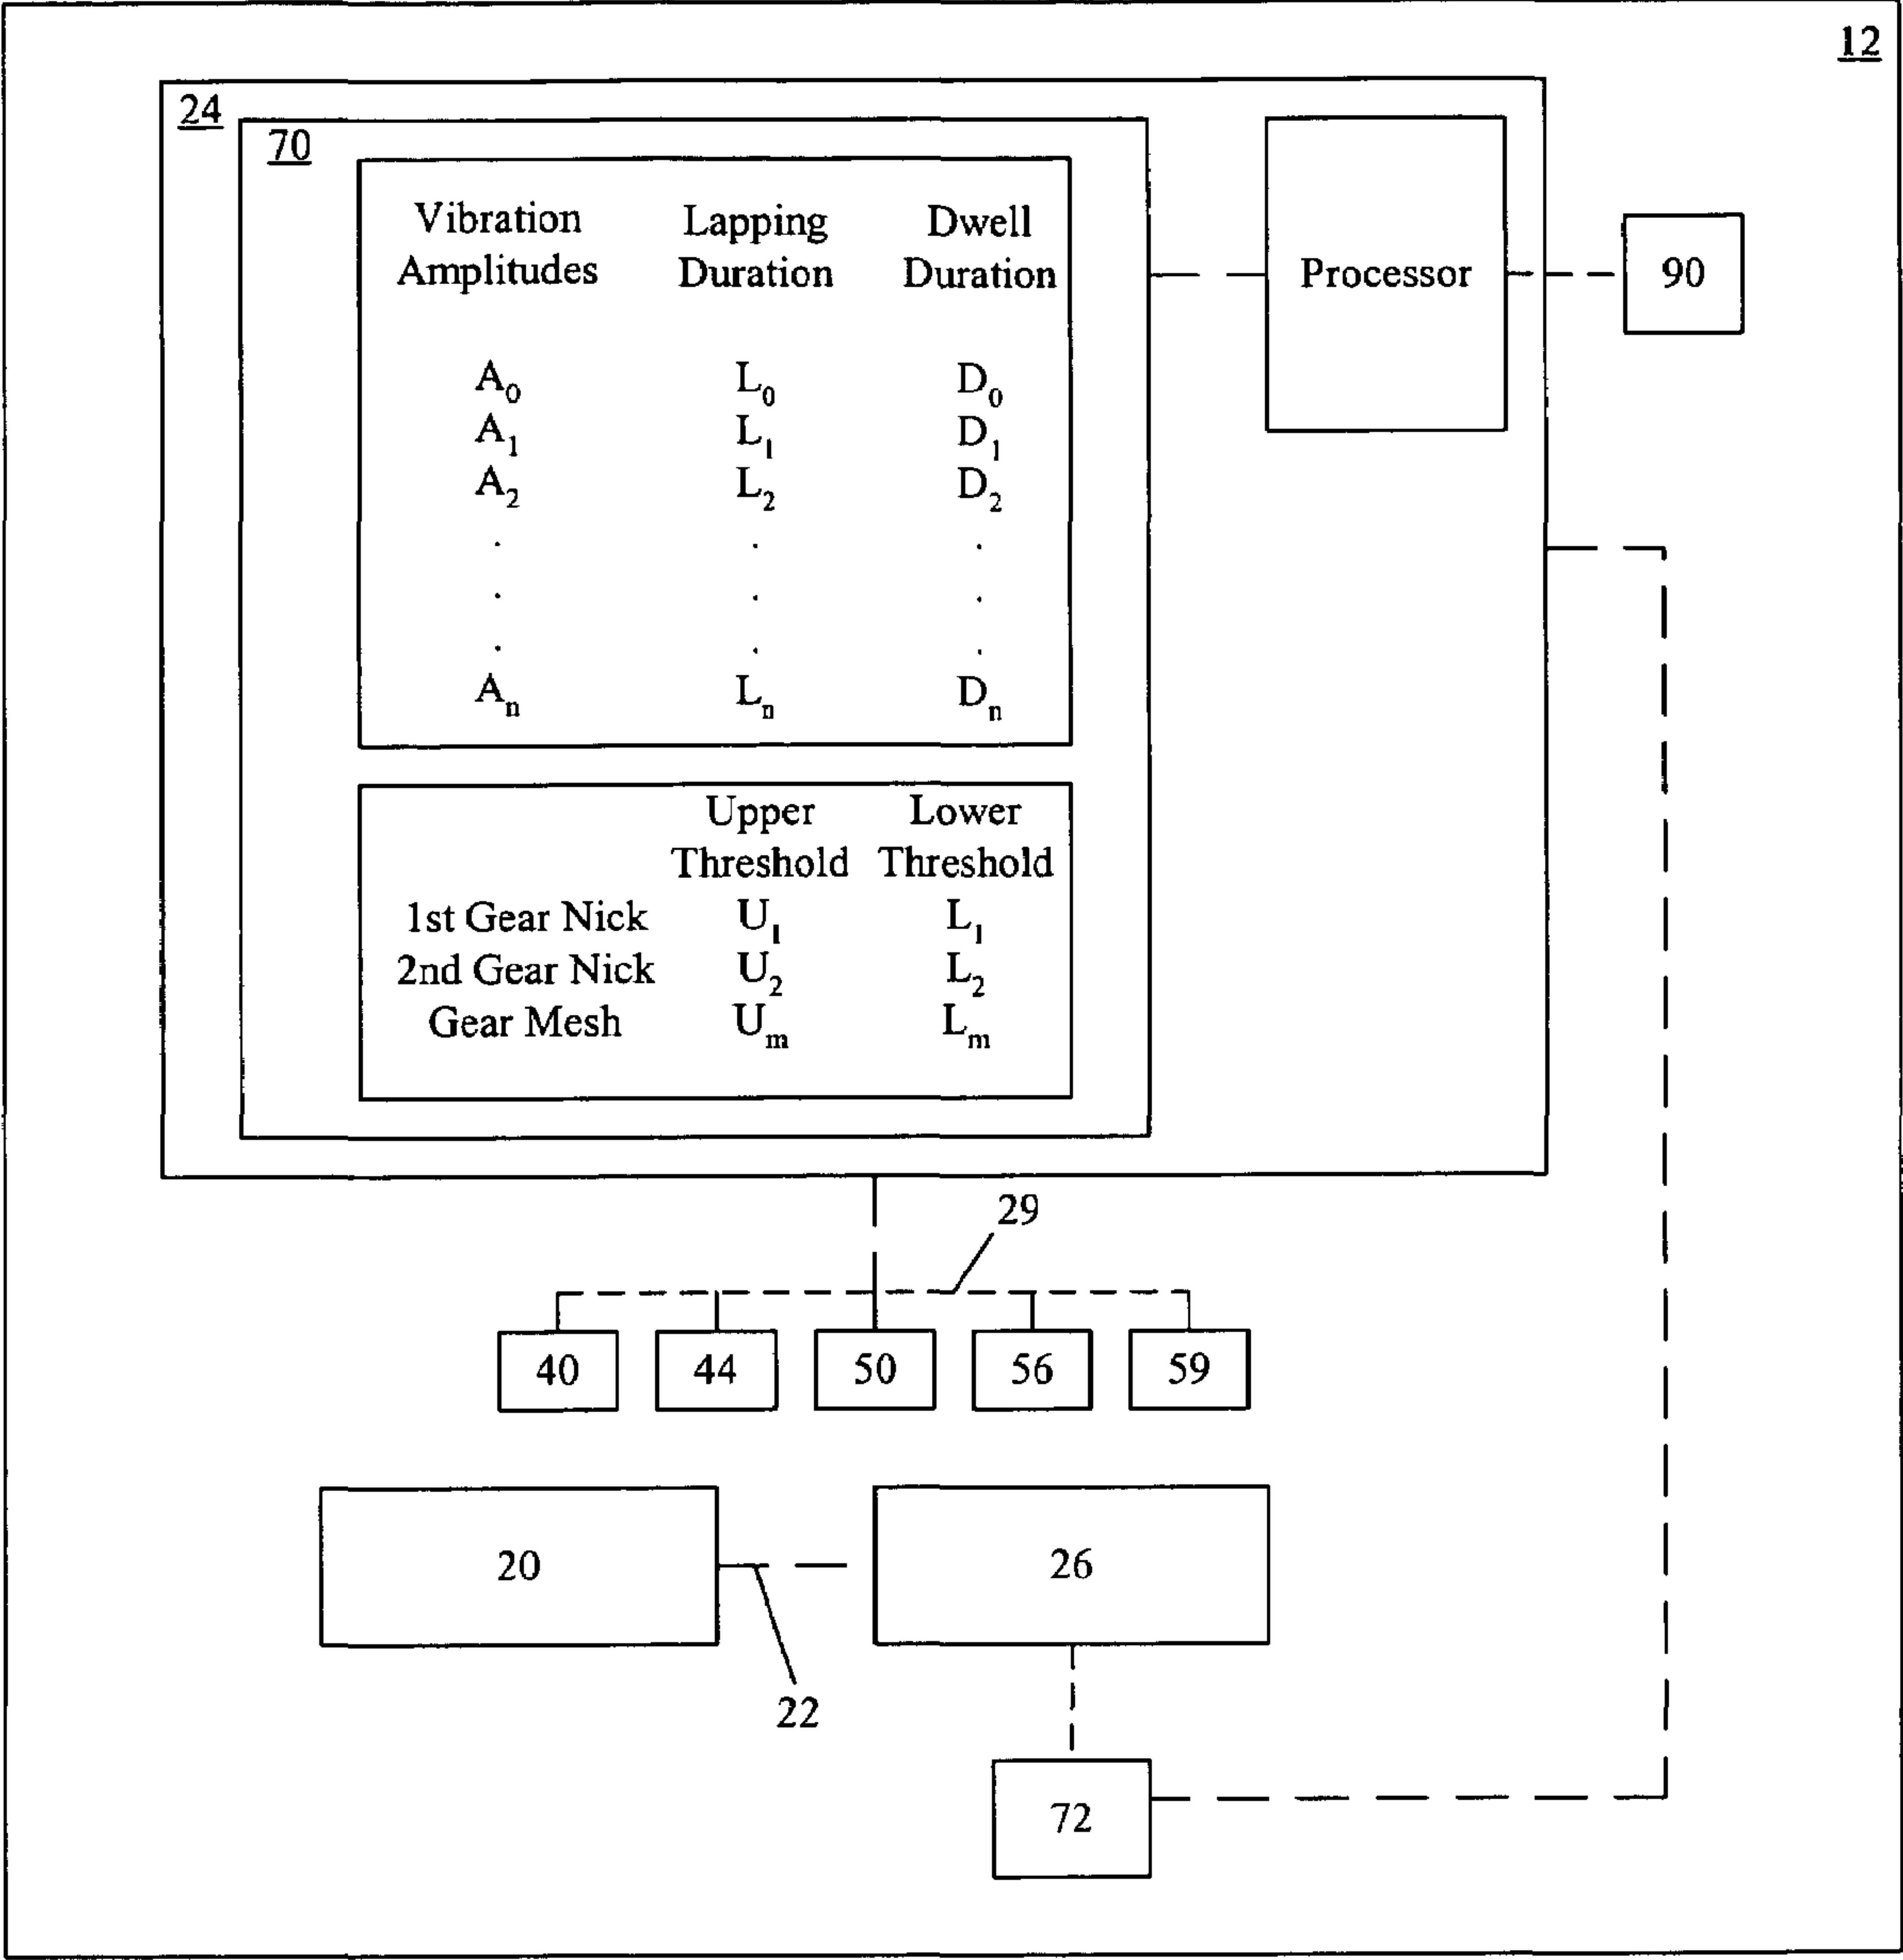 12
24
70
Vibration Lapping Dwell
Amplitudes Duration Duration
A₀ L₀ D₀
A₁ L₁ D₁
A₂ L₂ D₂
. . .
. . .
. . .
Aₙ Lₙ Dₙ
Processor
90
Upper Lower
Threshold Threshold
1st Gear Nick U₁ L₁
2nd Gear Nick U₂ L₂
Gear Mesh Uₘ Lₘ
29
40 44 50 56 59
20 26
22
72